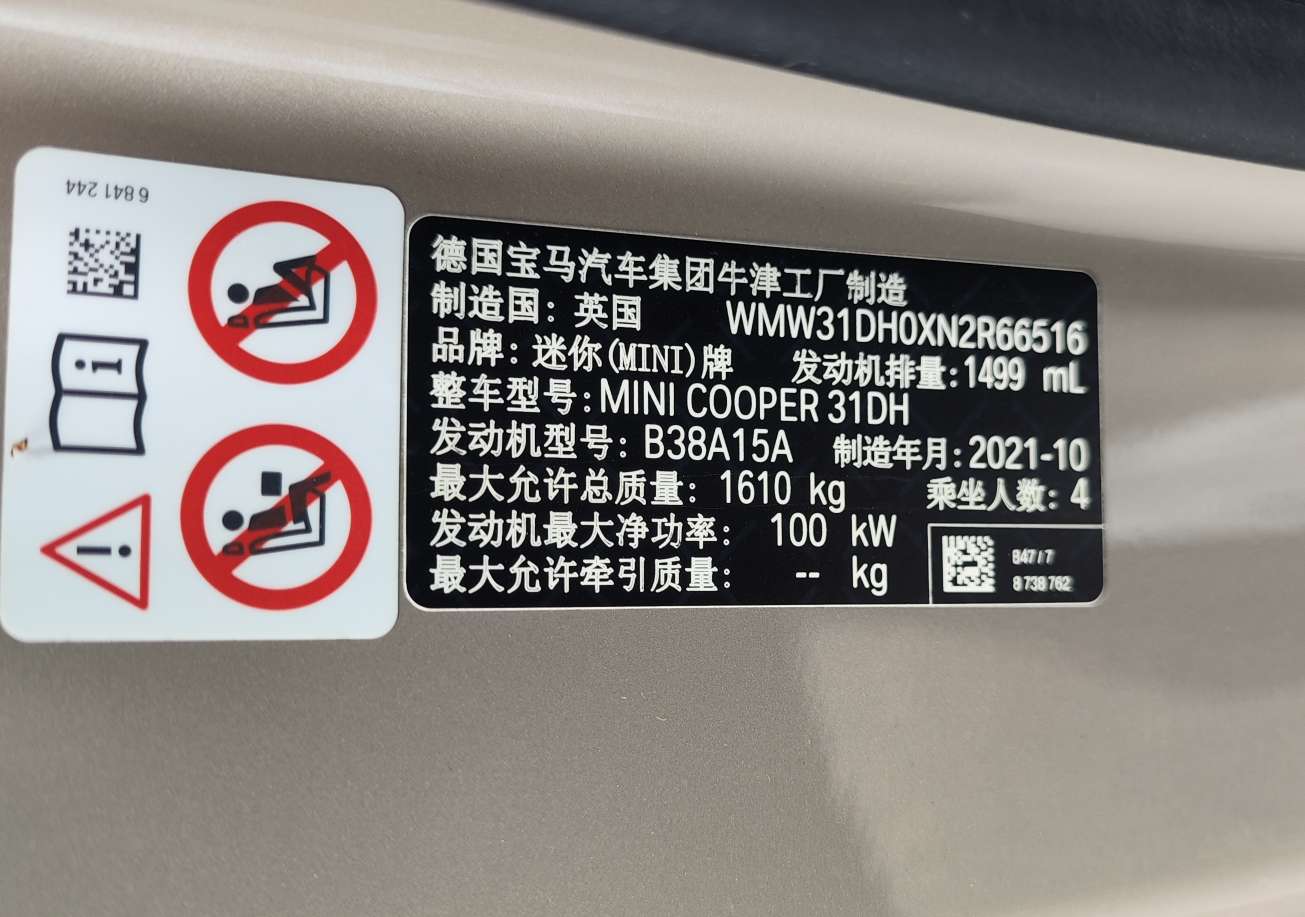 6 841 244
德国宝马汽车集团牛津工厂制造
制造国: 英国 WMW31DH0XN2R66516
品牌: 迷你(MINI)牌 发动机排量:1499 mL
整车型号:MINI COOPER 31DH
发动机型号: B38A15A 制造年月:2021-10
最大允许总质量: 1610 kg 乘坐人数: 4
发动机最大净功率: 100 kW
最大允许牵引质量: -- kg
8 738 762